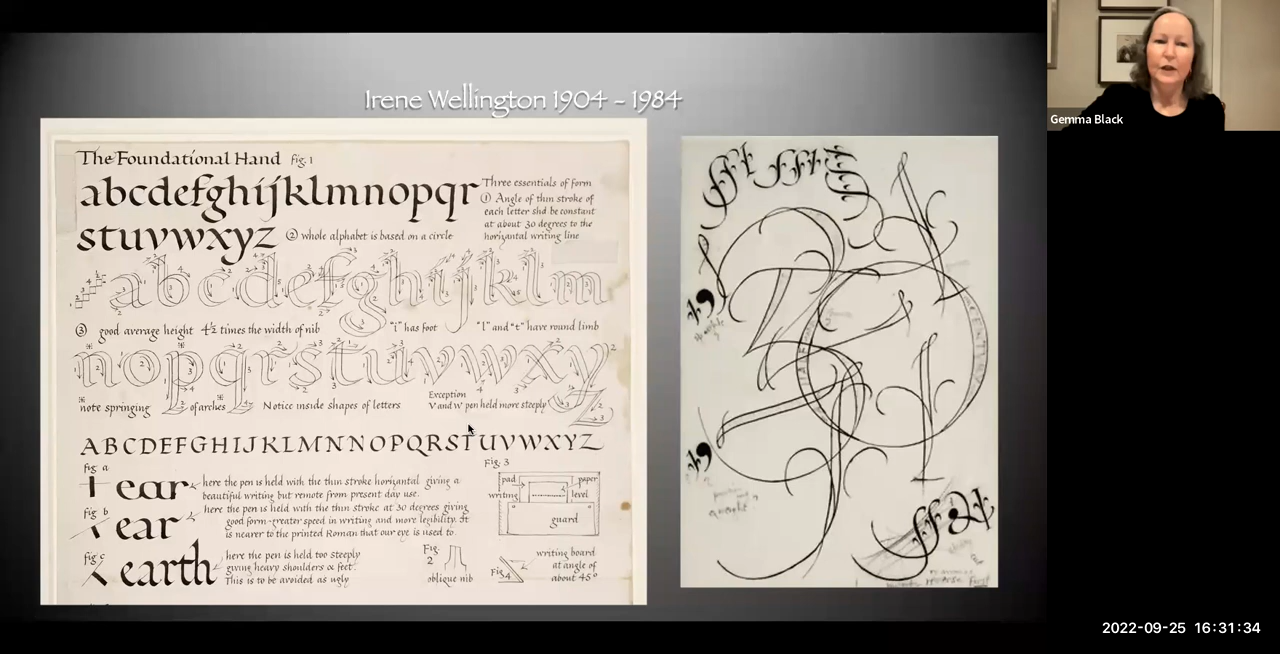 Irene Wellington 1904 - 1984
The Foundational Hand fig. 1
abcdefghijklmnopqr
stuvwxyz
Three essentials of form
① Angle of thin stroke of
each letter shd be constant
at about 30 degrees to the
horizontal writing line
② whole alphabet is based on a circle
abcdefghijklm
③ good average height 4½ times the width of nib
"i" has foot
"l" and "t" have round limb
nopqrstuvwxyz
note springing of arches
Notice inside shapes of letters
Exception
V and W pen held more steeply
ABCDEFGHIJKLMNNOPQRSTUVWXYZ
fig. a
ear
here the pen is held with the thin stroke horizontal giving a
beautiful writing but remote from present day use.
fig b
ear
here the pen is held with the thin stroke at 30 degrees giving
good form - greater speed in writing and more legibility. It
is nearer to the printed Roman that our eye is used to.
fig c
earth
here the pen is held too steeply
giving heavy shoulders & feet.
This is to be avoided as ugly
Fig. 3
pad
paper
writing
level
guard
Fig.
2
oblique nib
Fig 4
writing board
at angle of
about 45°
Gemma Black
2022-09-25 16:31:34